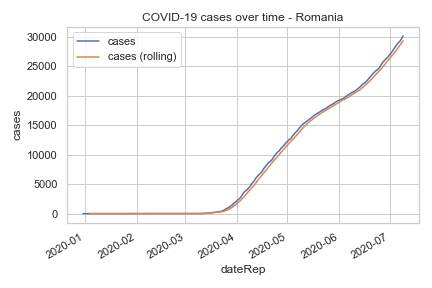 COVID-19 cases over time - Romania
cases
cases (rolling)
30000
25000
20000
15000
10000
5000
0
cases
2020-01
2020-02
2020-03
2020-04
2020-05
2020-06
2020-07
dateRep